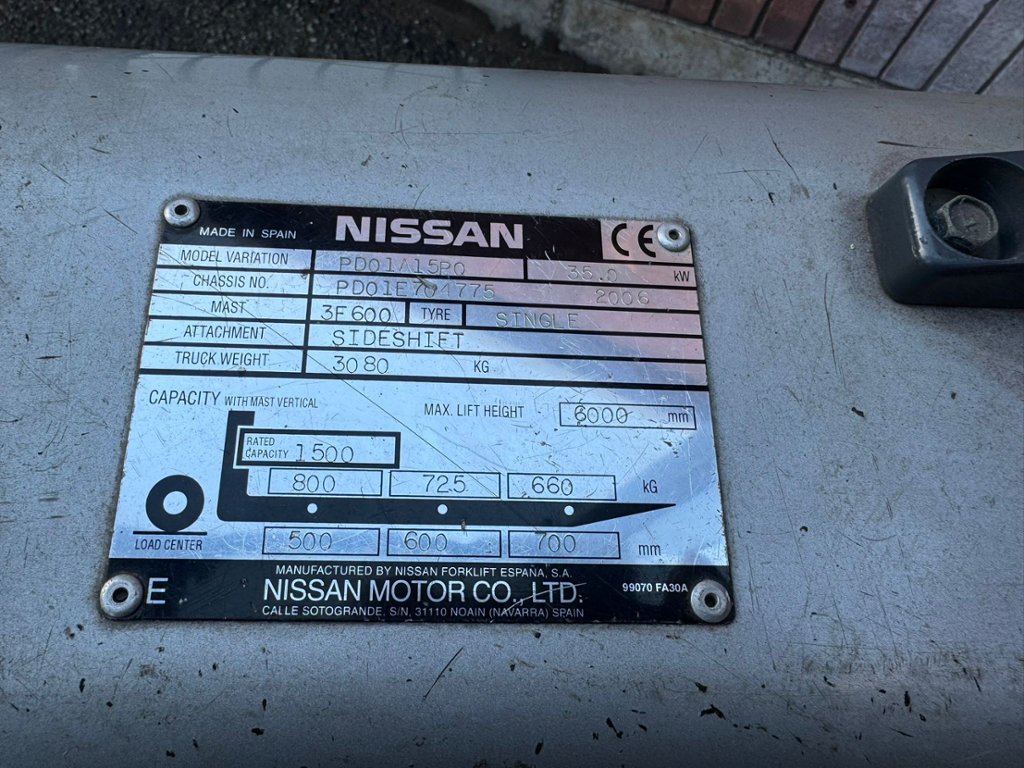 MADE IN SPAIN NISSAN CE
MODEL VARIATION PD01A15PQ 35.0 kW
CHASSIS NO. PD01E704775 2006
MAST 3F600 TYRE SINGLE
ATTACHMENT SIDESHIFT
TRUCK WEIGHT 3080 KG
CAPACITY WITH MAST VERTICAL MAX. LIFT HEIGHT 6000 mm
RATED CAPACITY 1500
800 725 660 kG
LOAD CENTER 500 600 700 mm
MANUFACTURED BY NISSAN FORKLIFT ESPAÑA, S.A.
E NISSAN MOTOR CO., LTD. 99070 FA30A
CALLE SOTOGRANDE. S/N, 31110 NOAIN (NAVARRA) SPAIN